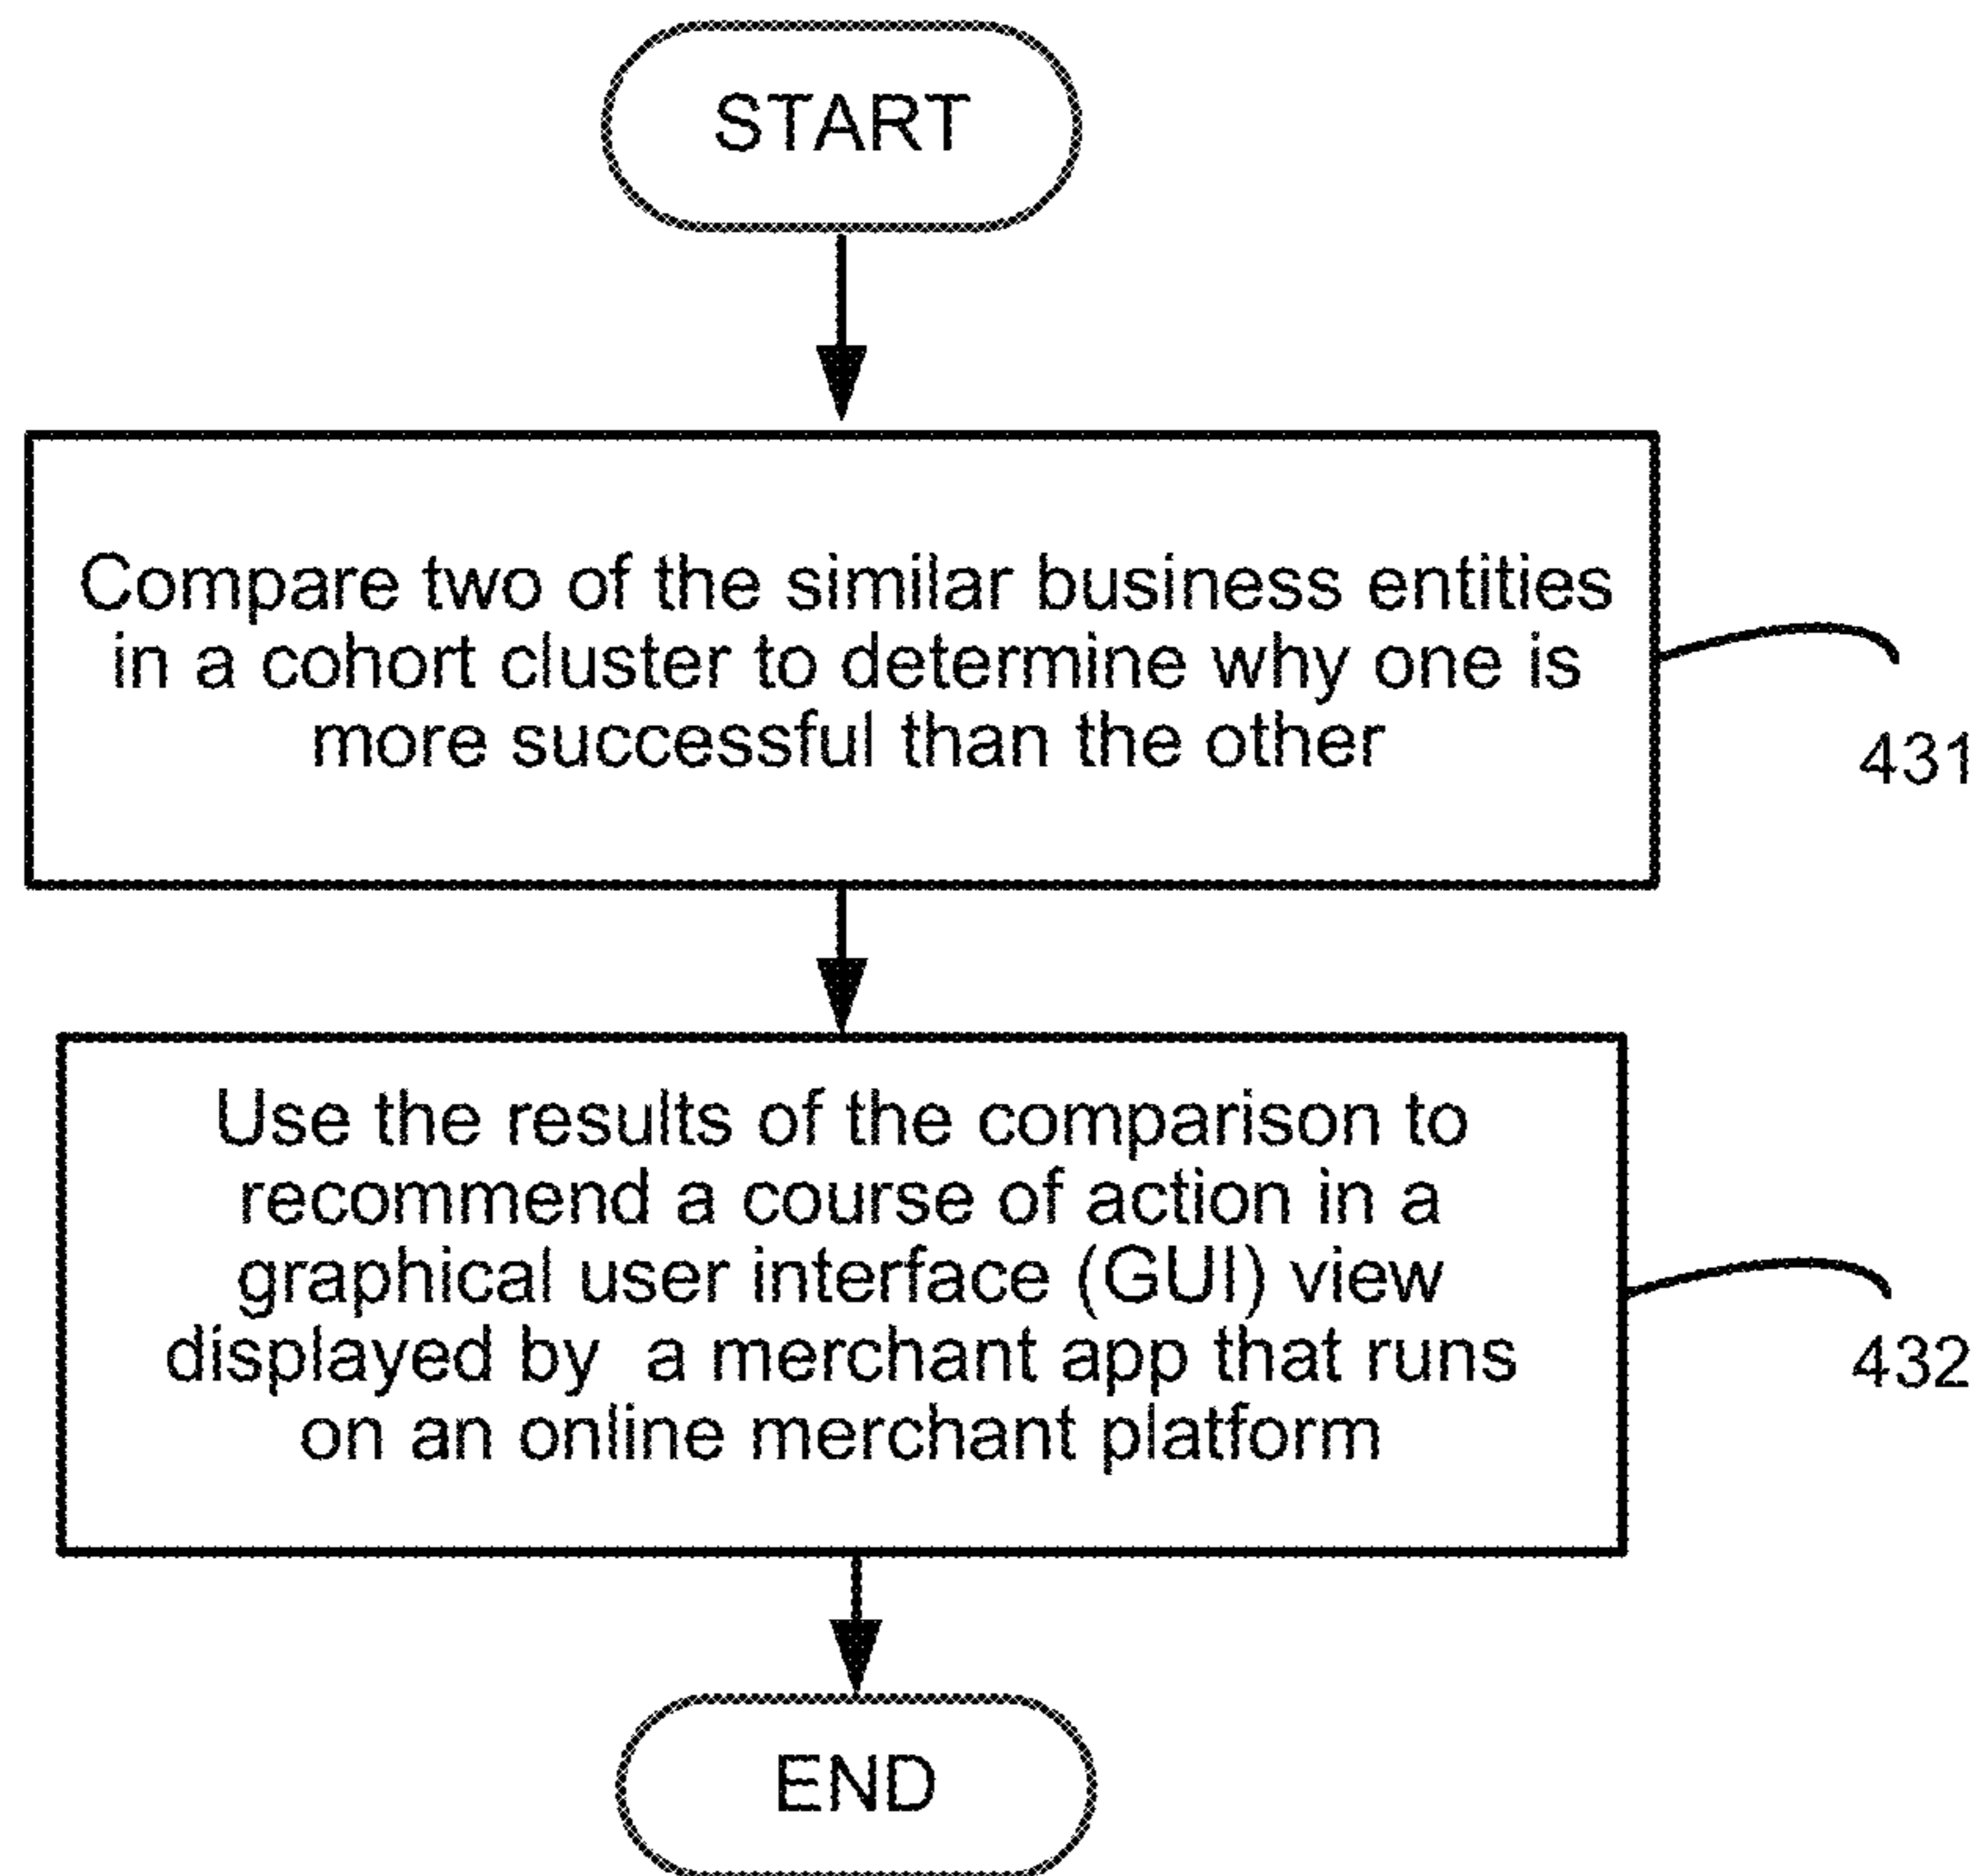 START
Compare two of the similar business entities
in a cohort cluster to determine why one is
more successful than the other
431
Use the results of the comparison to
recommend a course of action in a
graphical user interface (GUI) view
displayed by  a merchant app that runs
on an online merchant platform
432
END